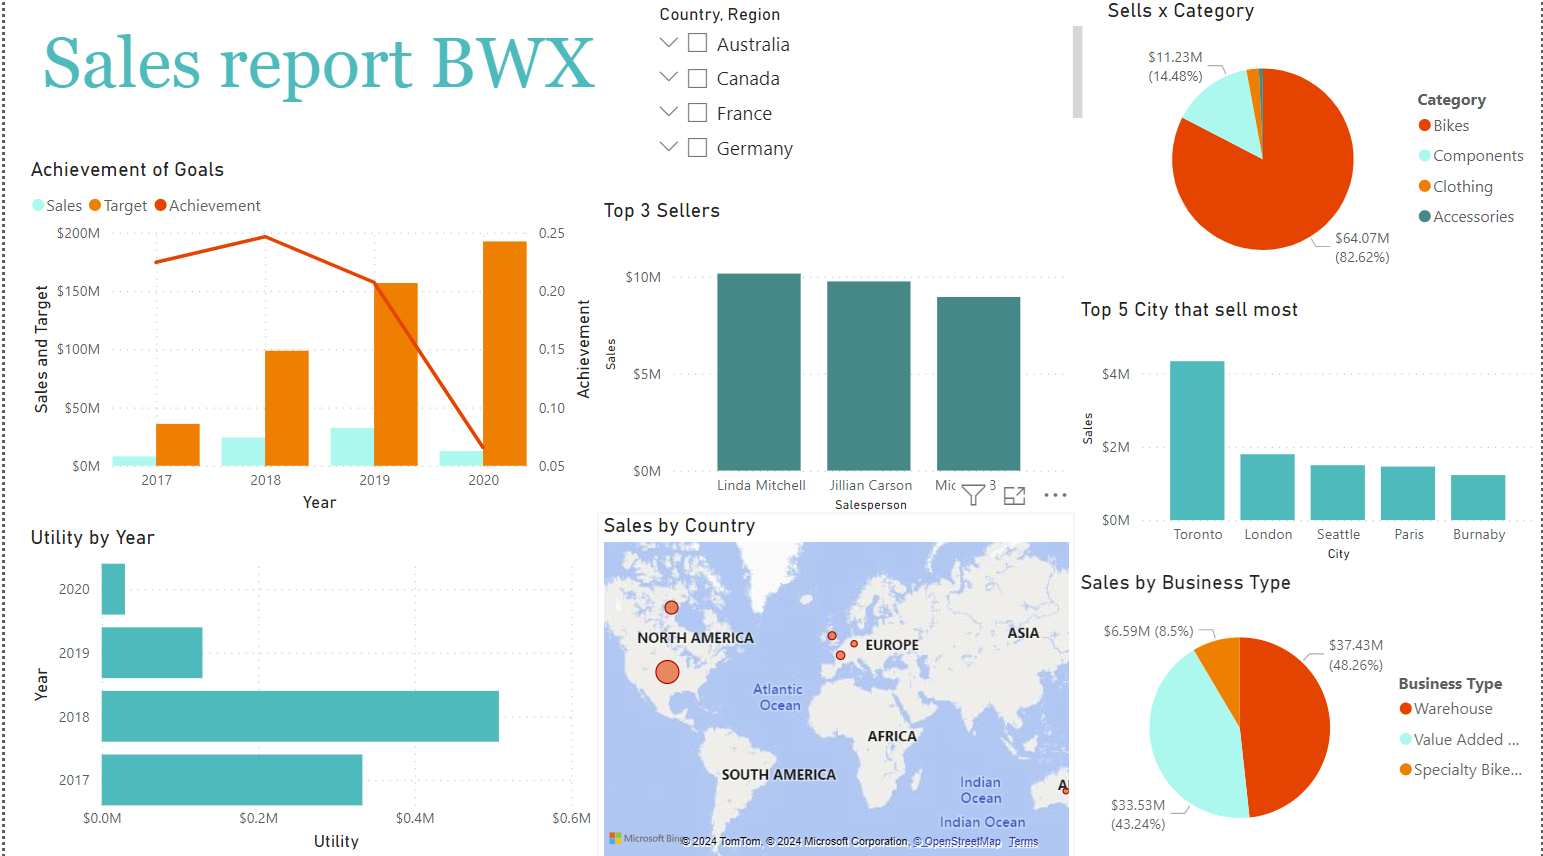 Sales report BWX
Country, Region
Australia
Canada
France
Germany
Sells x Category
$11.23M
(14.48%)
$64.07M
(82.62%)
Category
Bikes
Components
Clothing
Accessories
Achievement of Goals
Sales
Target
Achievement
Sales and Target
$200M
$150M
$100M
$50M
$0M
0.25
0.20
0.15
0.10
0.05
Achievement
2017
2018
2019
2020
Year
Top 3 Sellers
Sales
$10M
$5M
$0M
Linda Mitchell
Jillian Carson
Salesperson
Top 5 City that sell most
Sales
$4M
$2M
$0M
Toronto
London
Seattle
Paris
Burnaby
City
Utility by Year
Year
2020
2019
2018
2017
$0.0M
$0.2M
$0.4M
$0.6M
Utility
Sales by Country
NORTH AMERICA
EUROPE
ASIA
Atlantic
Ocean
AFRICA
SOUTH AMERICA
Indian
Ocean
Indian Ocean
Microsoft Bing
© 2024 TomTom, © 2024 Microsoft Corporation, © OpenStreetMap Terms
Sales by Business Type
$6.59M (8.5%)
$37.43M
(48.26%)
$33.53M
(43.24%)
Business Type
Warehouse
Value Added ...
Specialty Bike...